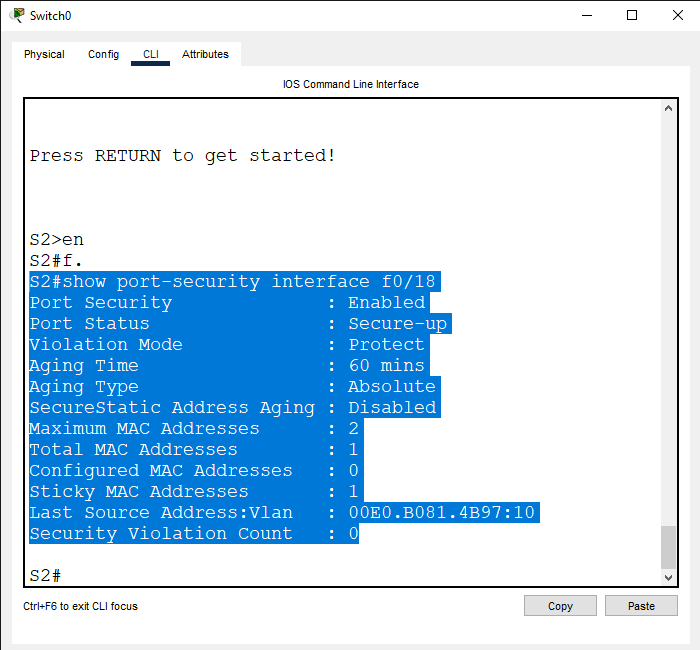 Switch0
Physical Config CLI Attributes
IOS Command Line Interface
Press RETURN to get started!
S2>en
S2#f.
S2#show port-security interface f0/18
Port Security : Enabled
Port Status : Secure-up
Violation Mode : Protect
Aging Time : 60 mins
Aging Type : Absolute
SecureStatic Address Aging : Disabled
Maximum MAC Addresses : 2
Total MAC Addresses : 1
Configured MAC Addresses : 0
Sticky MAC Addresses : 1
Last Source Address:Vlan : 00E0.B081.4B97:10
Security Violation Count : 0
S2#
Ctrl+F6 to exit CLI focus
Copy Paste